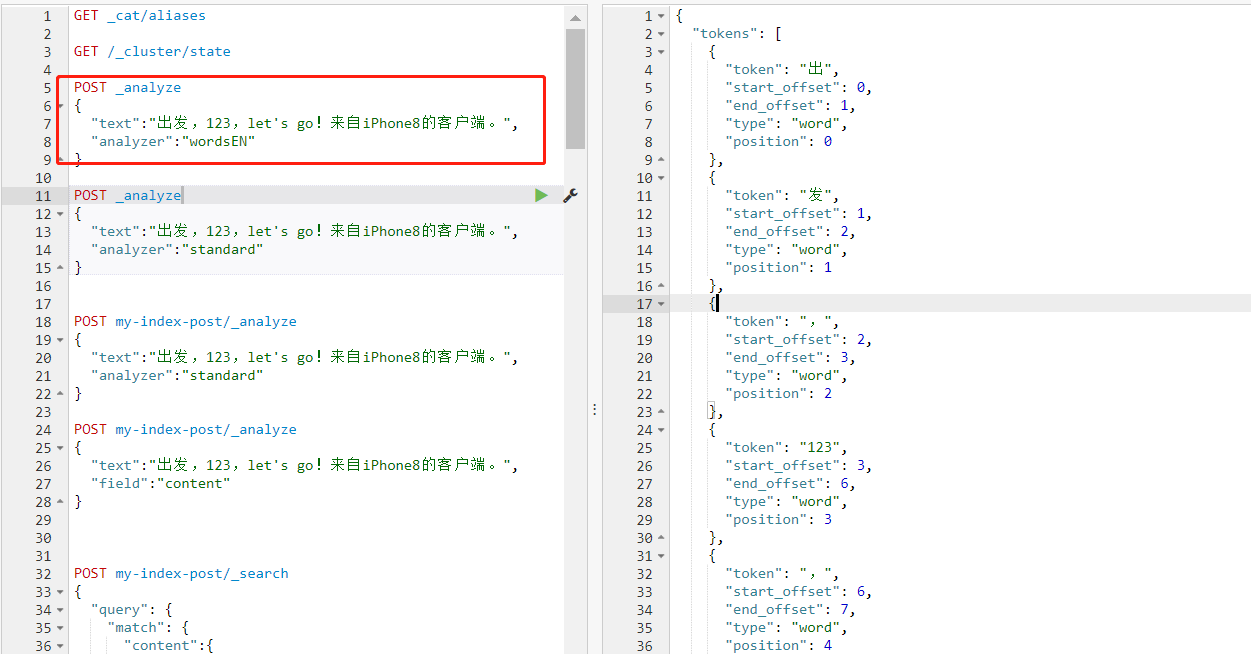 1 GET _cat/aliases
2
3 GET /_cluster/state
4
5 POST _analyze
6 {
7 "text":"出发，123，let's go！来自iPhone8的客户端。",
8 "analyzer":"wordsEN"
9 }
10
11 POST _analyze
12 {
13 "text":"出发，123，let's go！来自iPhone8的客户端。",
14 "analyzer":"standard"
15 }
16
17
18 POST my-index-post/_analyze
19 {
20 "text":"出发，123，let's go！来自iPhone8的客户端。",
21 "analyzer":"standard"
22 }
23
24 POST my-index-post/_analyze
25 {
26 "text":"出发，123，let's go！来自iPhone8的客户端。",
27 "field":"content"
28 }
29
30
31
32 POST my-index-post/_search
33 {
34 "query": {
35 "match": {
36 "content":{
1 {
2 "tokens": [
3 {
4 "token": "出",
5 "start_offset": 0,
6 "end_offset": 1,
7 "type": "word",
8 "position": 0
9 },
10 {
11 "token": "发",
12 "start_offset": 1,
13 "end_offset": 2,
14 "type": "word",
15 "position": 1
16 },
17 {
18 "token": "，",
19 "start_offset": 2,
20 "end_offset": 3,
21 "type": "word",
22 "position": 2
23 },
24 {
25 "token": "123",
26 "start_offset": 3,
27 "end_offset": 6,
28 "type": "word",
29 "position": 3
30 },
31 {
32 "token": "，",
33 "start_offset": 6,
34 "end_offset": 7,
35 "type": "word",
36 "position": 4